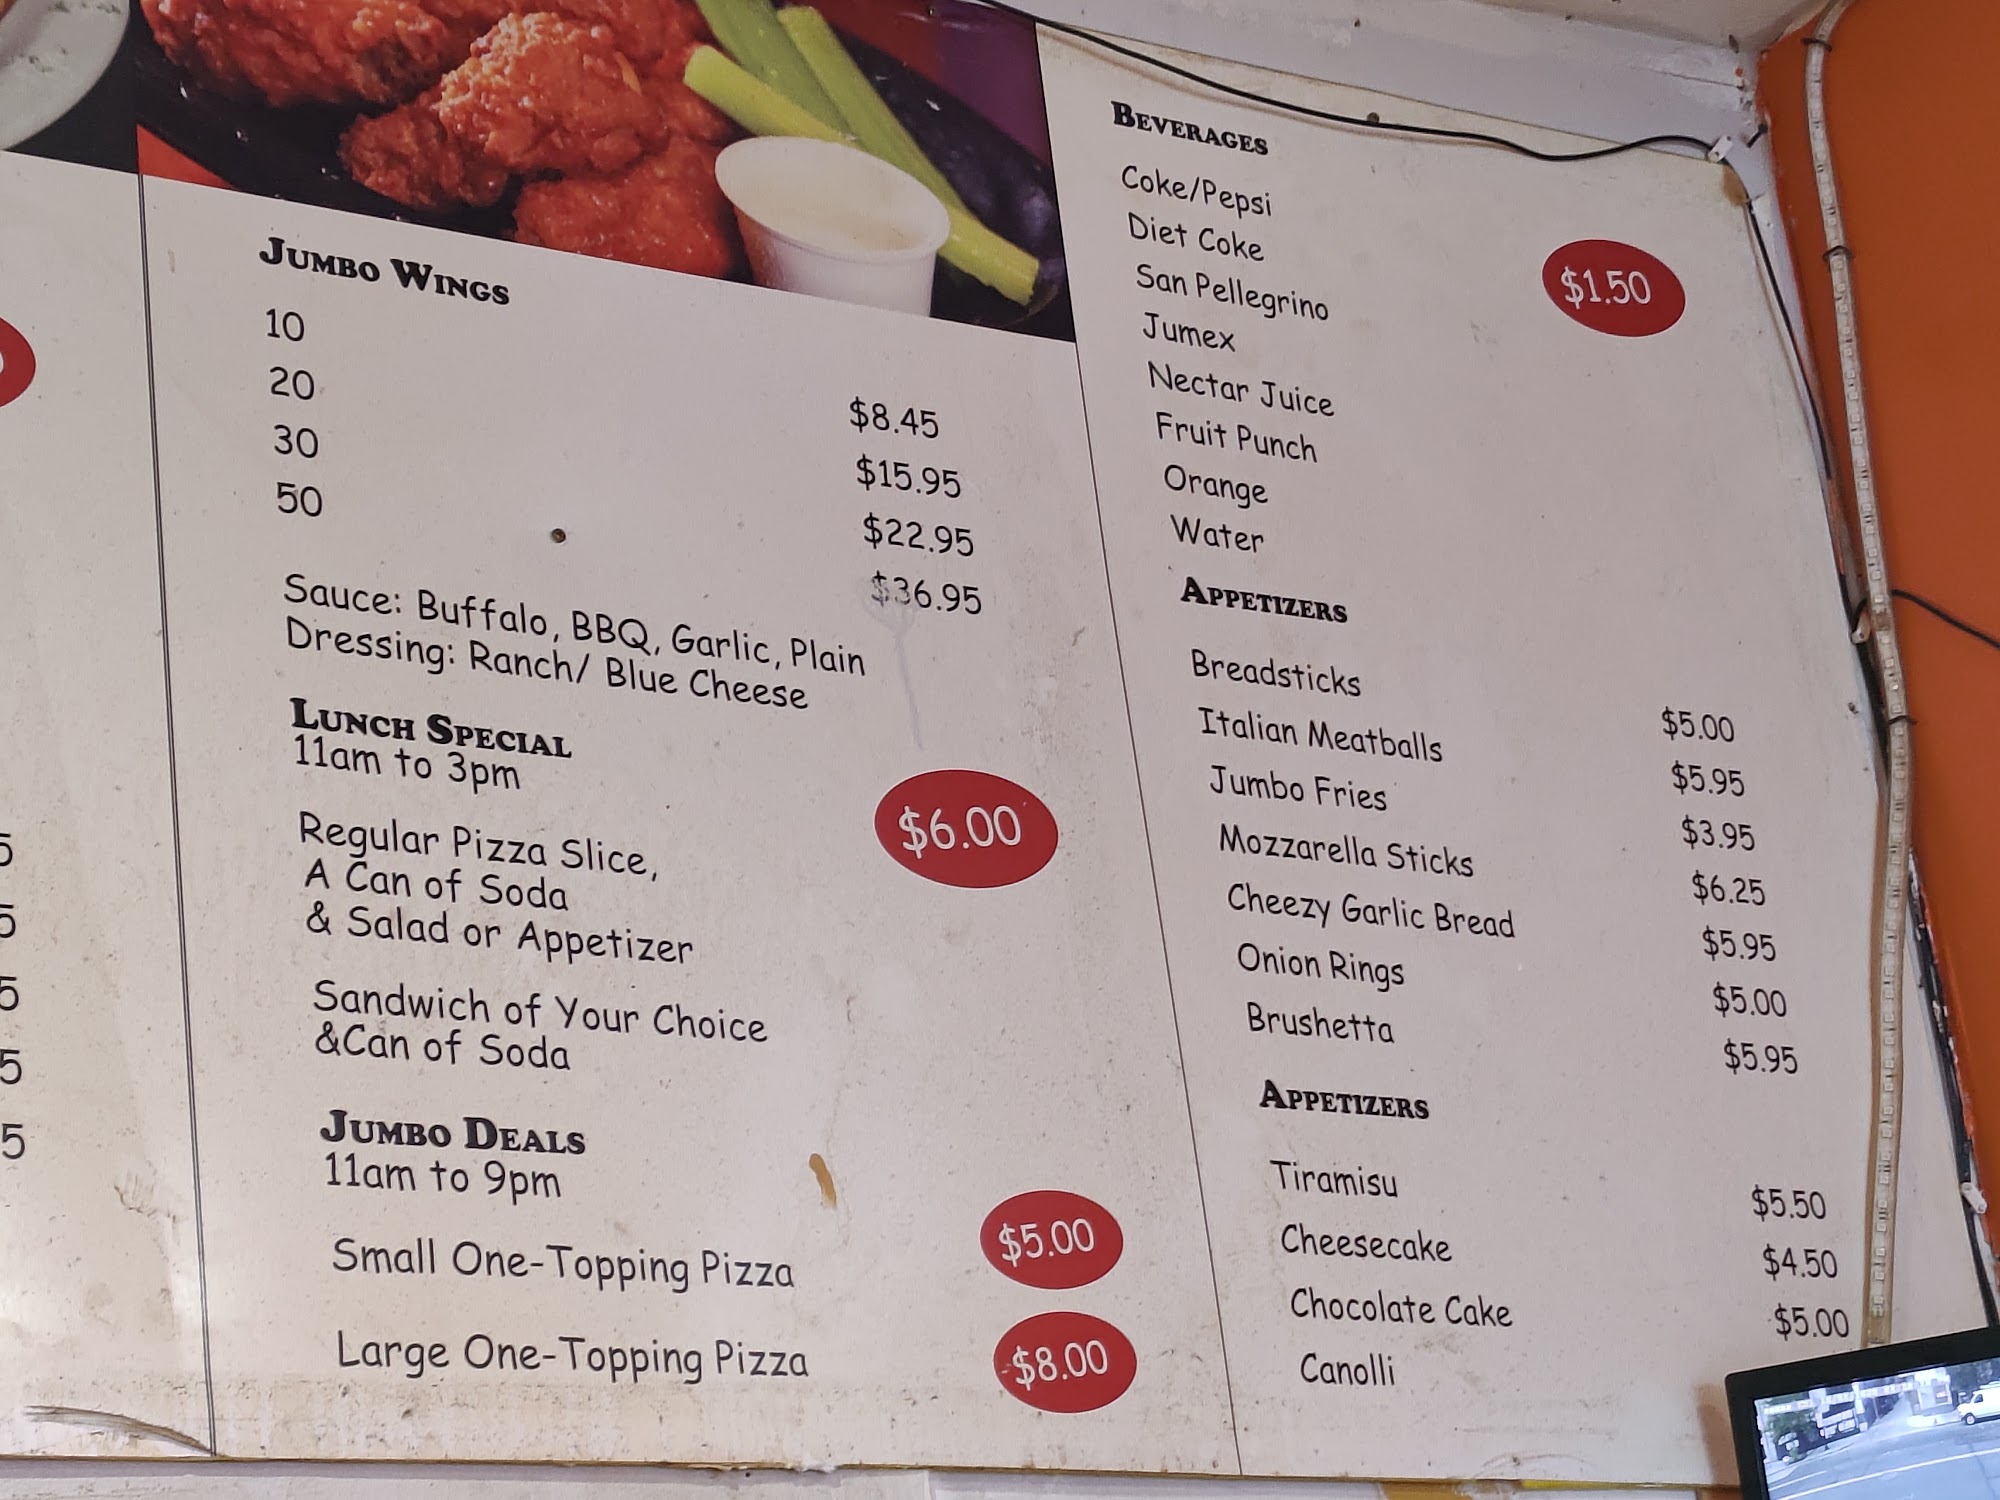 JUMBO WINGS
10 $8.45
20 $15.95
30 $22.95
50 $36.95
Sauce: Buffalo, BBQ, Garlic, Plain
Dressing: Ranch/ Blue Cheese
LUNCH SPECIAL
11am to 3pm
$6.00
Regular Pizza Slice,
A Can of Soda
& Salad or Appetizer
Sandwich of Your Choice
&Can of Soda
JUMBO DEALS
11am to 9pm
Small One-Topping Pizza $5.00
Large One-Topping Pizza $8.00
BEVERAGES
Coke/Pepsi
Diet Coke
$1.50
San Pellegrino
Jumex
Nectar Juice
Fruit Punch
Orange
Water
APPETIZERS
Breadsticks $5.00
Italian Meatballs $5.95
Jumbo Fries $3.95
Mozzarella Sticks $6.25
Cheezy Garlic Bread $5.95
Onion Rings $5.00
Brushetta $5.95
APPETIZERS
Tiramisu $5.50
Cheesecake $4.50
Chocolate Cake $5.00
Canolli
5
5
5
5
5